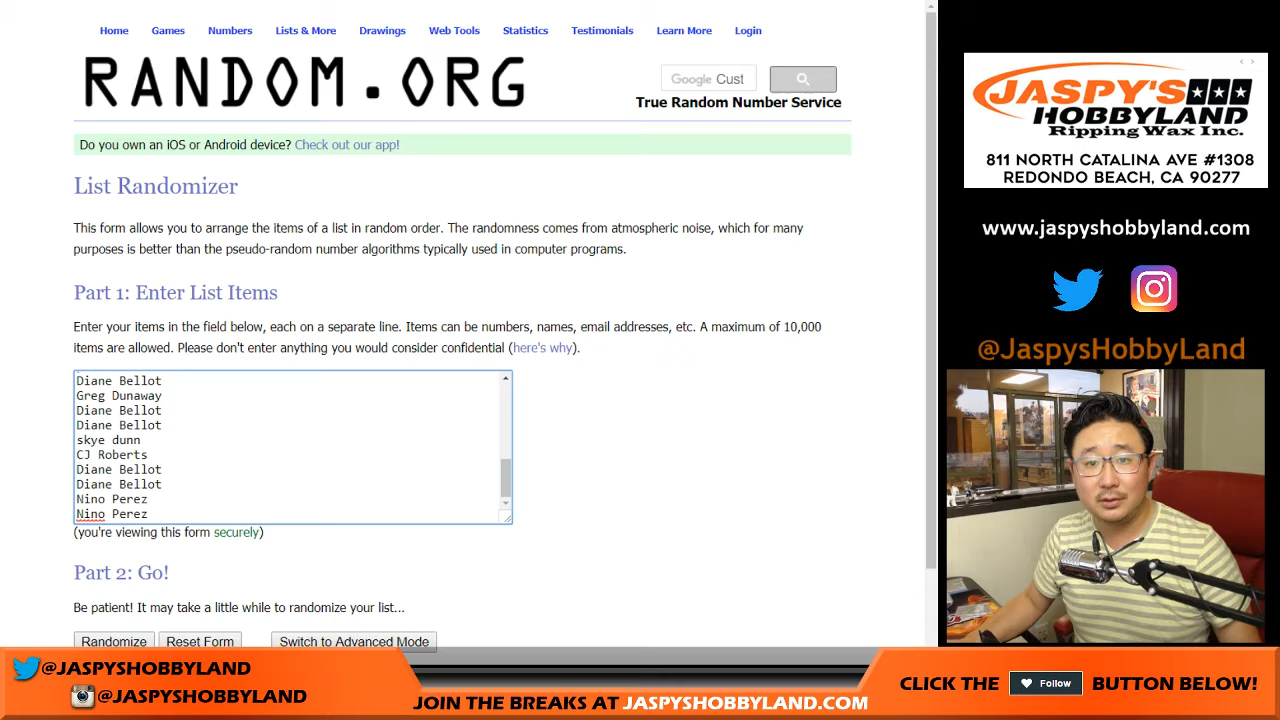 Home Games Numbers Lists & More Drawings Web Tools Statistics Testimonials Learn More Login
RANDOM.ORG
Google Cust
True Random Number Service
Do you own an iOS or Android device? Check out our app!
List Randomizer
This form allows you to arrange the items of a list in random order. The randomness comes from atmospheric noise, which for many
purposes is better than the pseudo-random number algorithms typically used in computer programs.
Part 1: Enter List Items
Enter your items in the field below, each on a separate line. Items can be numbers, names, email addresses, etc. A maximum of 10,000
items are allowed. Please don't enter anything you would consider confidential (here's why).
Diane Bellot
Greg Dunaway
Diane Bellot
Diane Bellot
skye dunn
CJ Roberts
Diane Bellot
Diane Bellot
Nino Perez
Nino Perez
(you're viewing this form securely)
Part 2: Go!
Be patient! It may take a little while to randomize your list...
Randomize Reset Form Switch to Advanced Mode
JASPY'S
HOBBYLAND
Ripping Wax Inc.
811 NORTH CATALINA AVE #1308
REDONDO BEACH, CA 90277
www.jaspyshobbyland.com
@JaspysHobbyLand
@JASPYSHOBBYLAND
@JASPYSHOBBYLAND
JOIN THE BREAKS AT JASPYSHOBBYLAND.COM
CLICK THE Follow BUTTON BELOW!